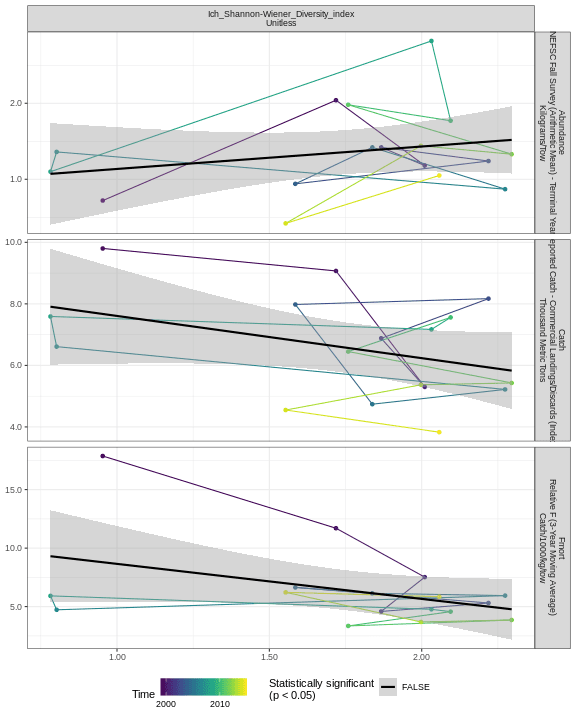 Ich_Shannon-Wiener_Diversity_index
Unitless
2.0
1.0
Abundance
NEFSC Fall Survey (Arithmetic Mean) - Terminal Year
Kilograms/Tow
10.0
8.0
6.0
4.0
Catch
eported Catch - Commercial Landings/Discards (Inde
Thousand Metric Tons
15.0
10.0
5.0
Fmort
Relative F (3-Year Moving Average)
Catch/1000/kg/tow
1.00
1.50
2.00
Time
2000
2010
Statistically significant
(p < 0.05)
FALSE